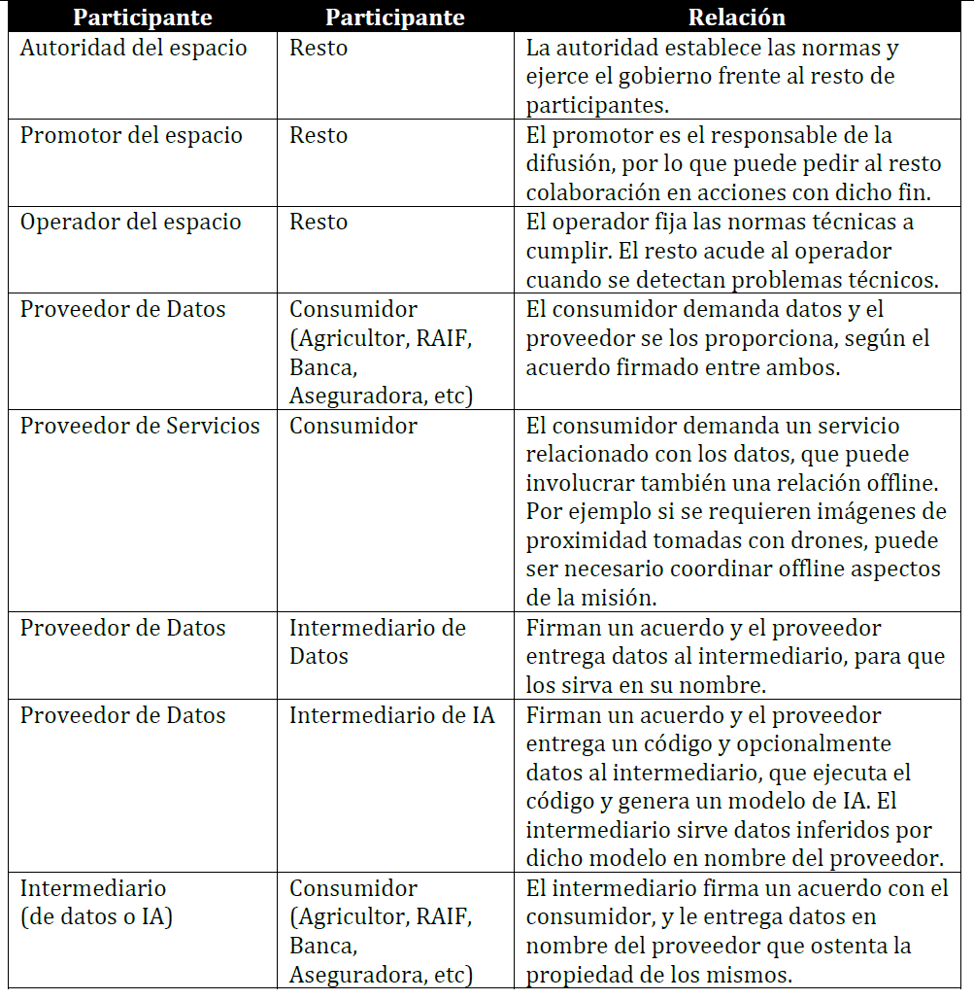 Participante Participante Relación
Autoridad del espacio Resto La autoridad establece las normas y
ejerce el gobierno frente al resto de
participantes.
Promotor del espacio Resto El promotor es el responsable de la
difusión, por lo que puede pedir al resto
colaboración en acciones con dicho fin.
Operador del espacio Resto El operador fija las normas técnicas a
cumplir. El resto acude al operador
cuando se detectan problemas técnicos.
Proveedor de Datos Consumidor El consumidor demanda datos y el
(Agricultor, RAIF, proveedor se los proporciona, según el
Banca, acuerdo firmado entre ambos.
Aseguradora, etc)
Proveedor de Servicios Consumidor El consumidor demanda un servicio
relacionado con los datos, que puede
involucrar también una relación offline.
Por ejemplo si se requieren imágenes de
proximidad tomadas con drones, puede
ser necesario coordinar offline aspectos
de la misión.
Proveedor de Datos Intermediario de Firman un acuerdo y el proveedor
Datos entrega datos al intermediario, para que
los sirva en su nombre.
Proveedor de Datos Intermediario de IA Firman un acuerdo y el proveedor
entrega un código y opcionalmente
datos al intermediario, que ejecuta el
código y genera un modelo de IA. El
intermediario sirve datos inferidos por
dicho modelo en nombre del proveedor.
Intermediario Consumidor El intermediario firma un acuerdo con el
(de datos o IA) (Agricultor, RAIF, consumidor, y le entrega datos en
Banca, nombre del proveedor que ostenta la
Aseguradora, etc) propiedad de los mismos.